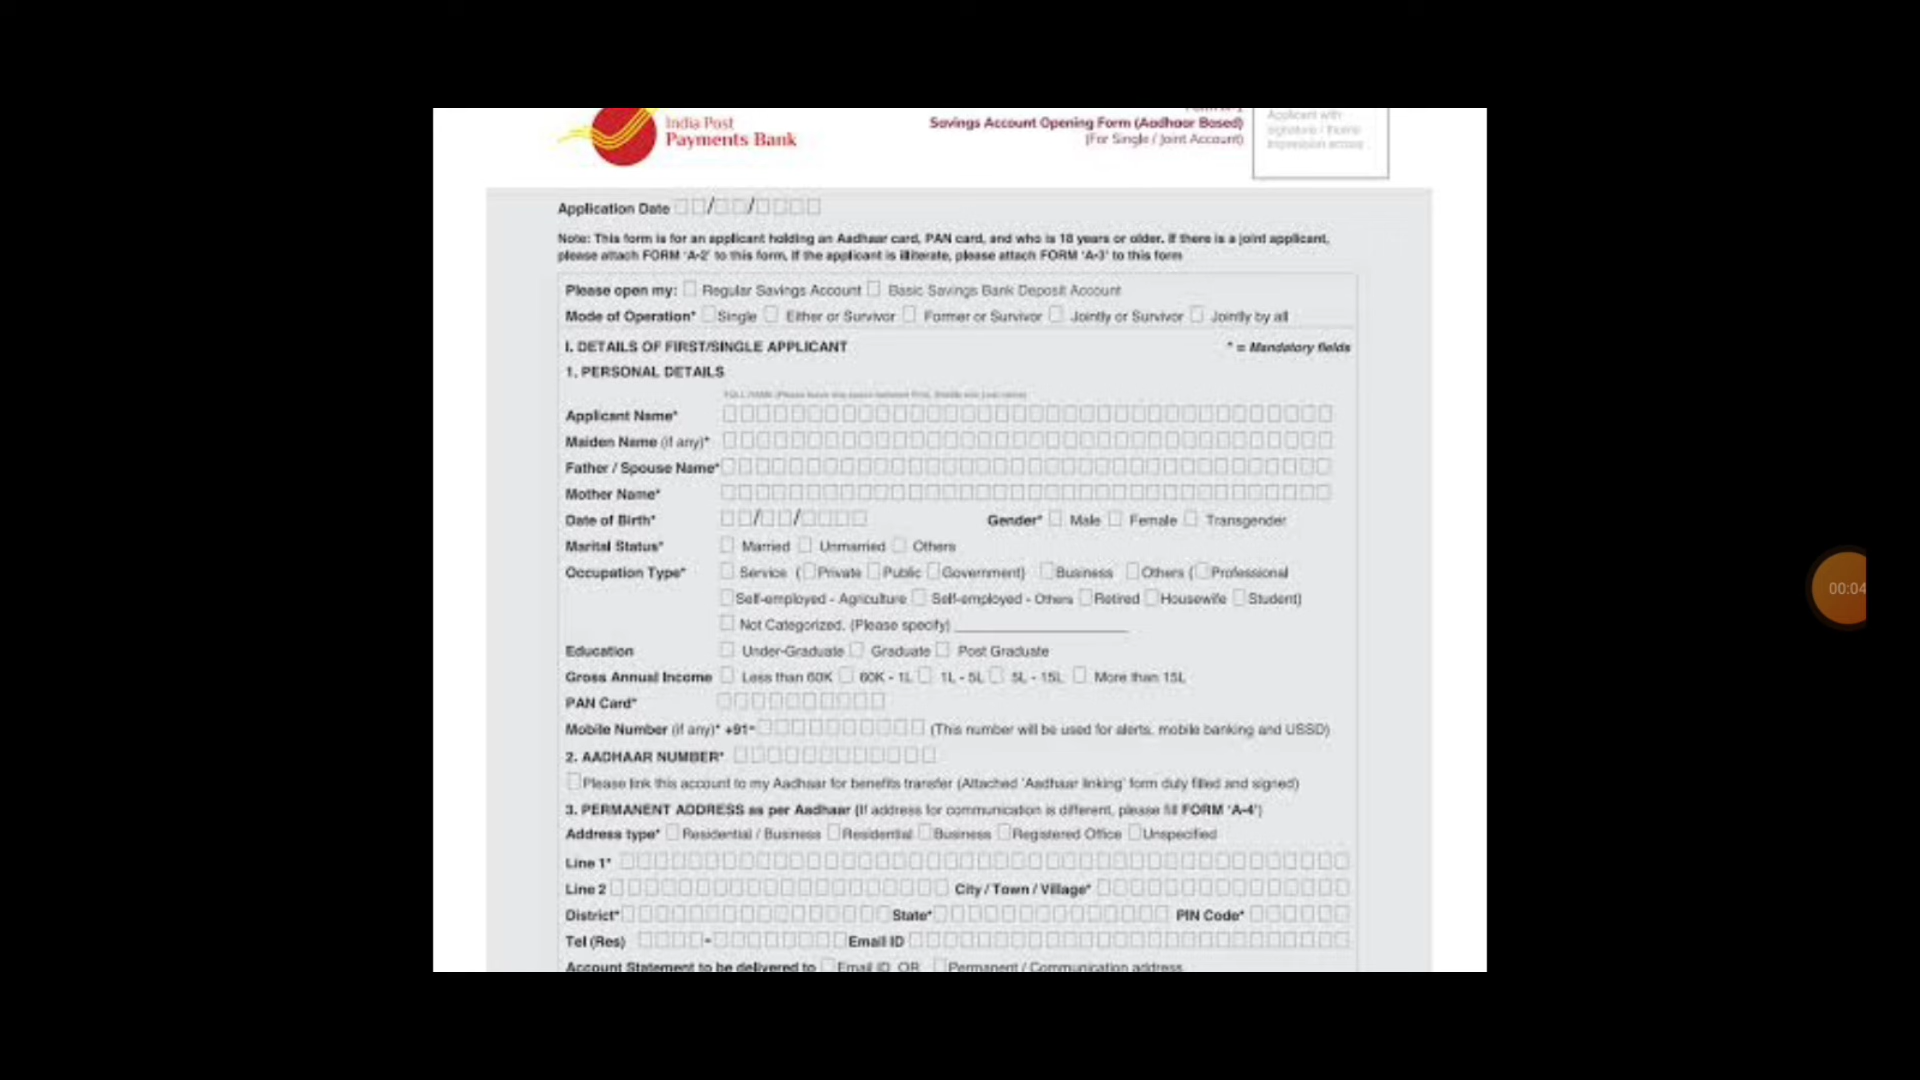 India Post
Payments Bank
Savings Account Opening Form (Aadhaar Based)
(For Single / Joint Account)
Applicant with
signature / thumb
impression across
Application Date / /
Note: This form is for an applicant holding an Aadhaar card, PAN card, and who is 18 years or older. If there is a joint applicant,
please attach FORM 'A-2' to this form. If the applicant is illiterate, please attach FORM 'A-3' to this form
Please open my: Regular Savings Account Basic Savings Bank Deposit Account
Mode of Operation* Single Either or Survivor Former or Survivor Jointly or Survivor Jointly by all
I. DETAILS OF FIRST/SINGLE APPLICANT * = Mandatory fields
1. PERSONAL DETAILS
Applicant Name*
Maiden Name (if any)*
Father / Spouse Name*
Mother Name*
Date of Birth* / / Gender* Male Female Transgender
Marital Status* Married Unmarried Others
Occupation Type* Service ( Private Public Government) Business Others ( Professional
Self-employed - Agriculture Self-employed - Others Retired Housewife Student)
Not Categorized. (Please specify)
Education Under-Graduate Graduate Post Graduate
Gross Annual Income Less than 60K 60K - 1L 1L - 5L 5L - 15L More than 15L
PAN Card*
Mobile Number (if any)* +91- (This number will be used for alerts, mobile banking and USSD)
2. AADHAAR NUMBER*
Please link this account to my Aadhaar for benefits transfer (Attached 'Aadhaar linking' form duly filled and signed)
3. PERMANENT ADDRESS as per Aadhaar (If address for communication is different, please fill FORM 'A-4')
Address type* Residential / Business Residential Business Registered Office Unspecified
Line 1*
Line 2 City / Town / Village*
District* State* PIN Code*
Tel (Res) - Email ID
Account Statement to be delivered to Email ID OR Permanent / Communication address
00:04